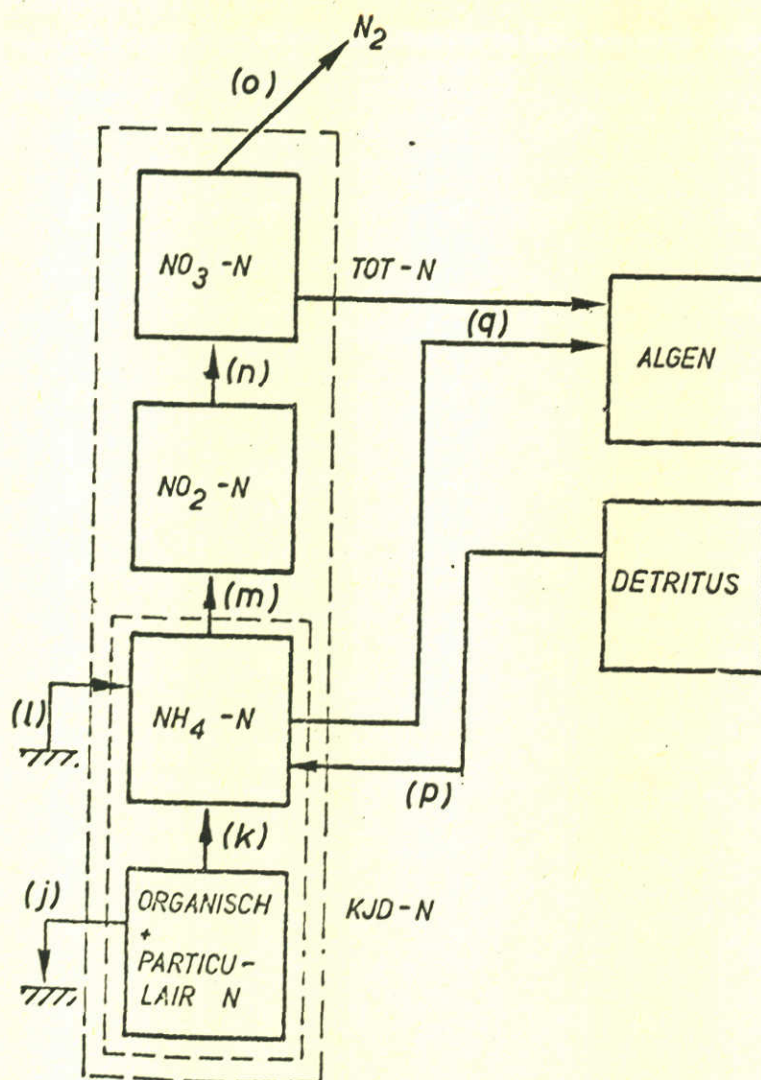 N2
(o)
NO3-N
TOT-N
(q)
ALGEN
(n)
NO2-N
DETRITUS
(m)
(l)
NH4-N
(p)
(k)
(j)
ORGANISCH
+
PARTICU-
LAIR N
KJD-N